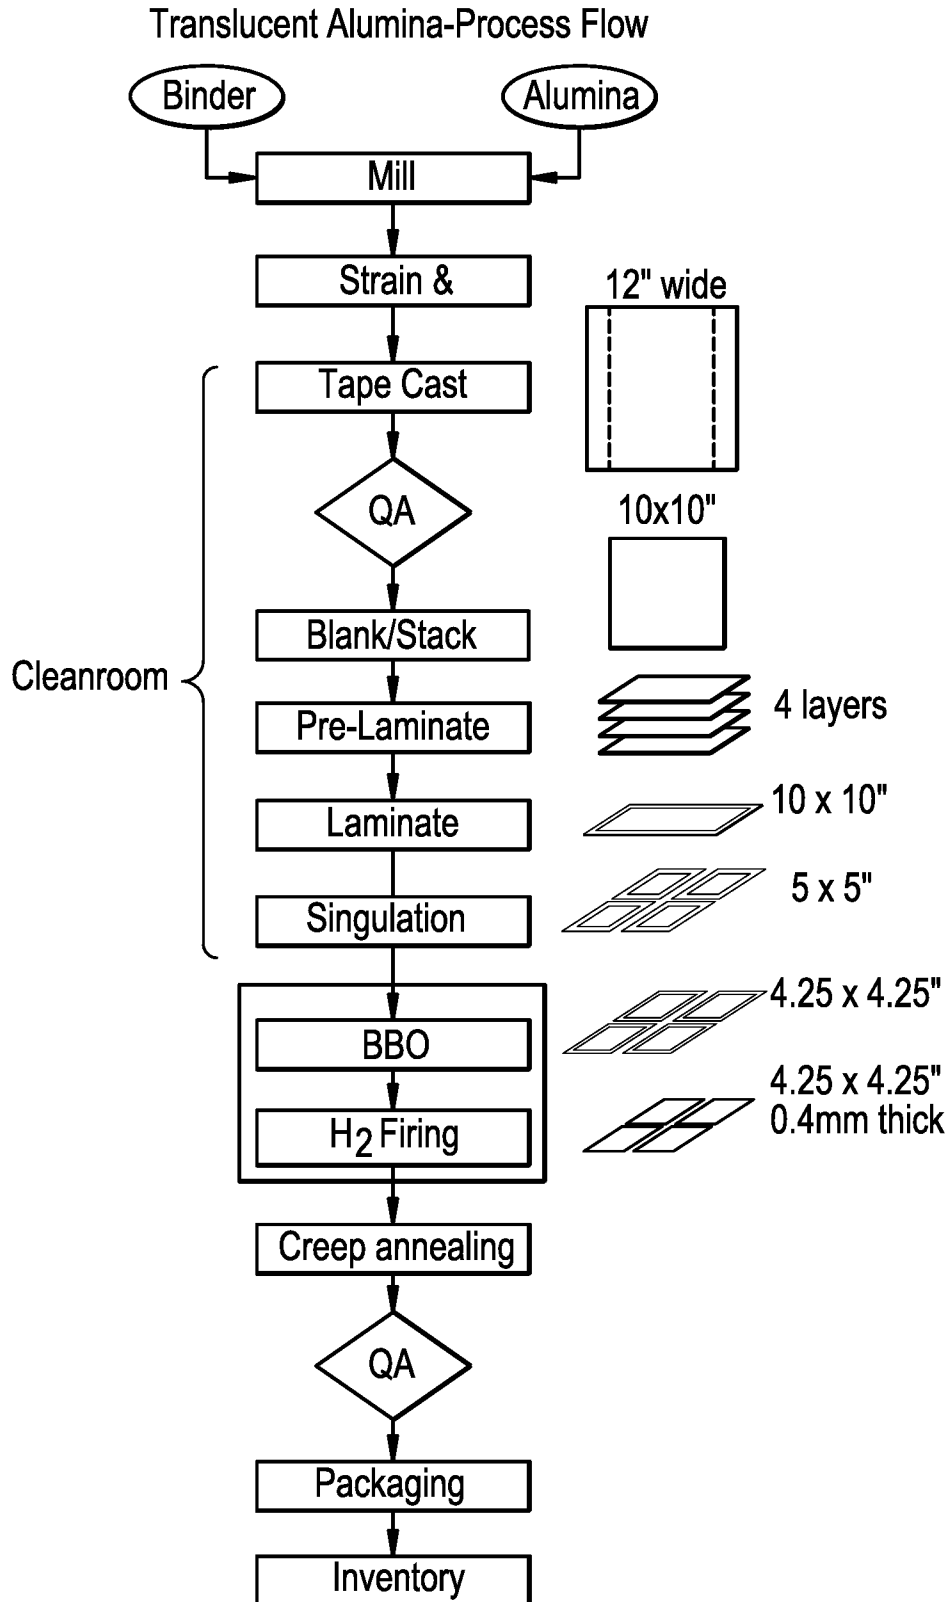 Translucent Alumina-Process Flow
Binder
Alumina
Mill
Strain &
12" wide
Tape Cast
QA
10x10"
Blank/Stack
Cleanroom
Pre-Laminate
4 layers
Laminate
10 x 10"
Singulation
5 x 5"
BBO
4.25 x 4.25"
H2 Firing
4.25 x 4.25"
0.4mm thick
Creep annealing
QA
Packaging
Inventory